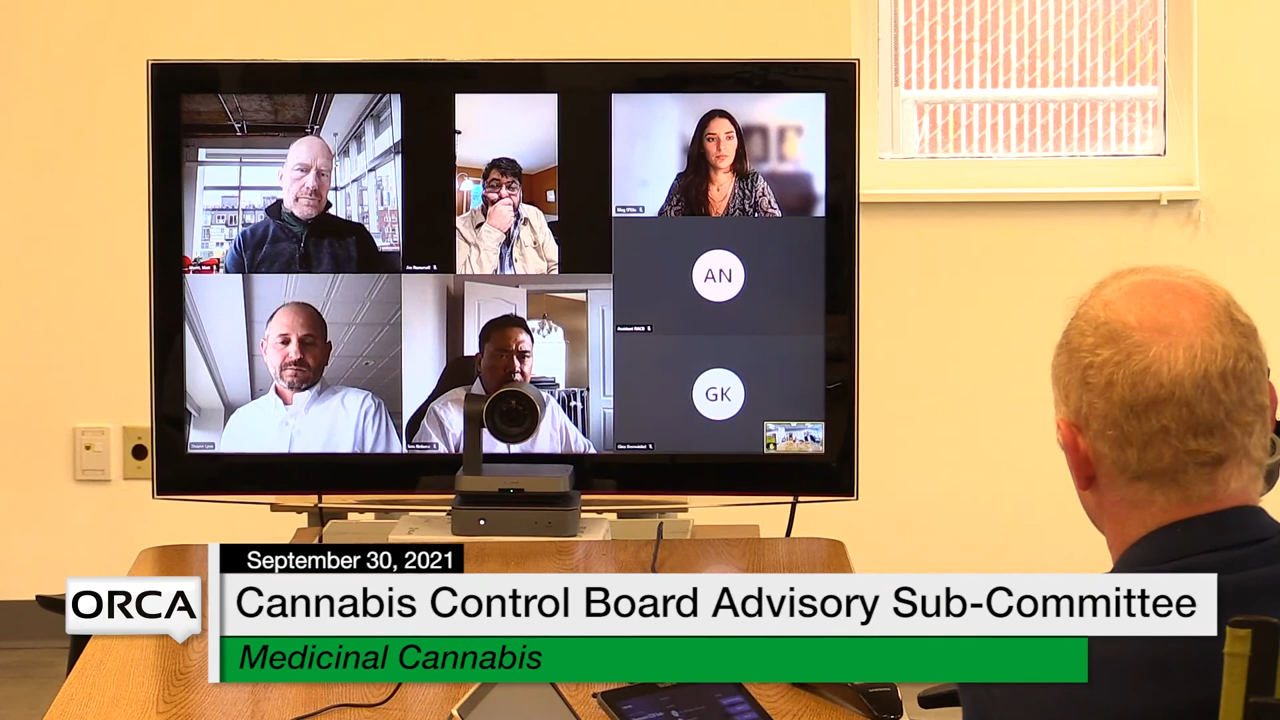 AN
GK
September 30, 2021
ORCA
Cannabis Control Board Advisory Sub-Committee
Medicinal Cannabis